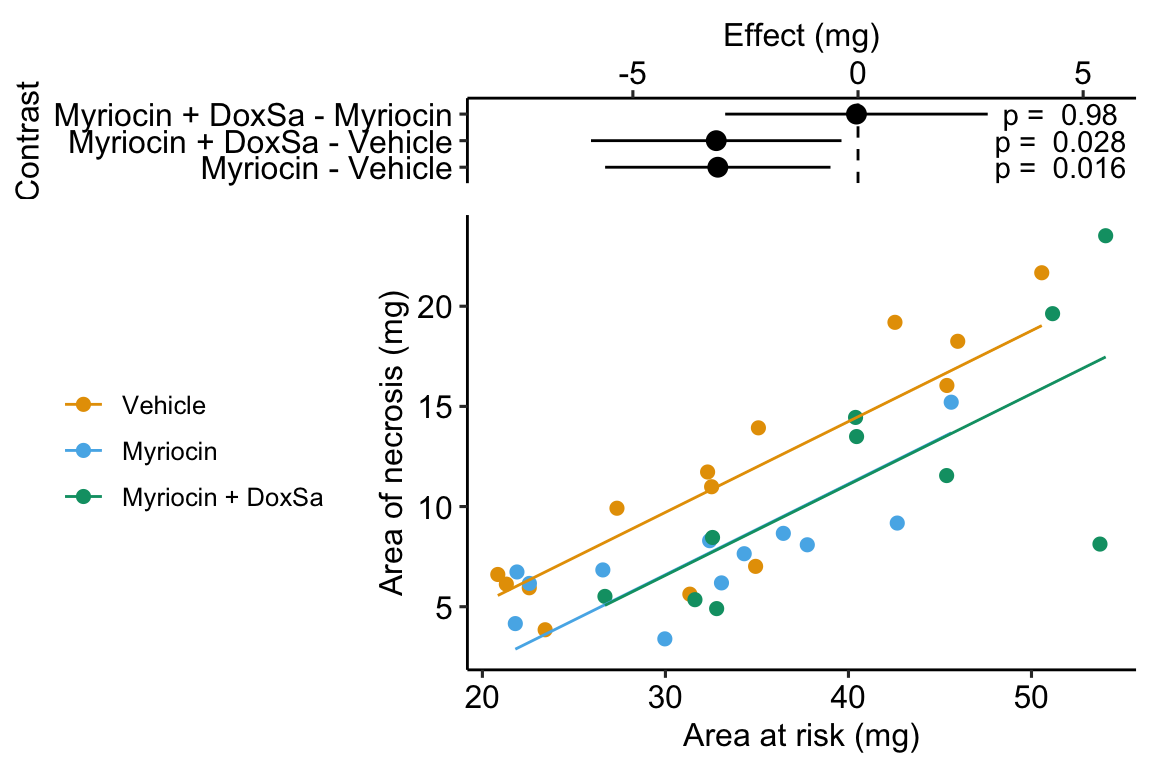 Effect (mg)
-5 0 5
Contrast
Myriocin + DoxSa - Myriocin p = 0.98
Myriocin + DoxSa - Vehicle p = 0.028
Myriocin - Vehicle p = 0.016
Area of necrosis (mg)
20
15
10
5
Vehicle
Myriocin
Myriocin + DoxSa
20 30 40 50
Area at risk (mg)